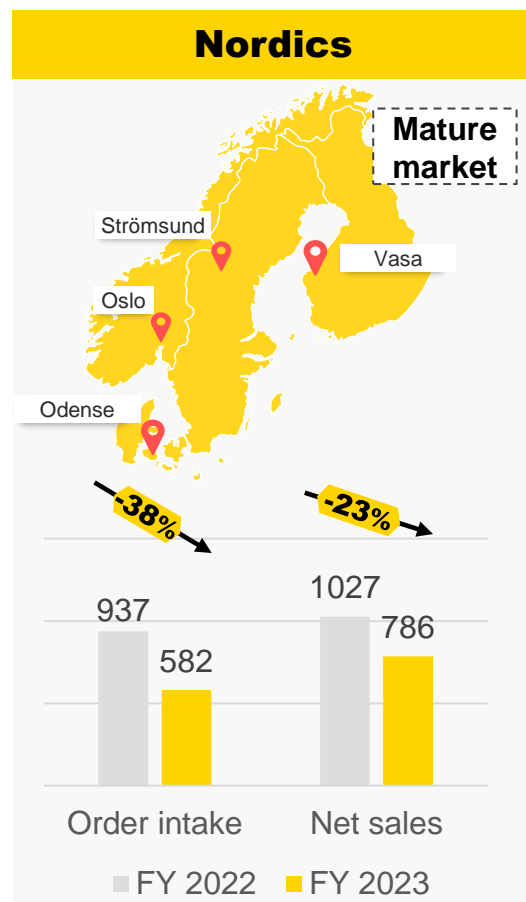 Nordics
Mature
market
Strömsund
Vasa
Oslo
Odense
-38%
-23%
937
582
1027
786
Order intake
Net sales
FY 2022
FY 2023